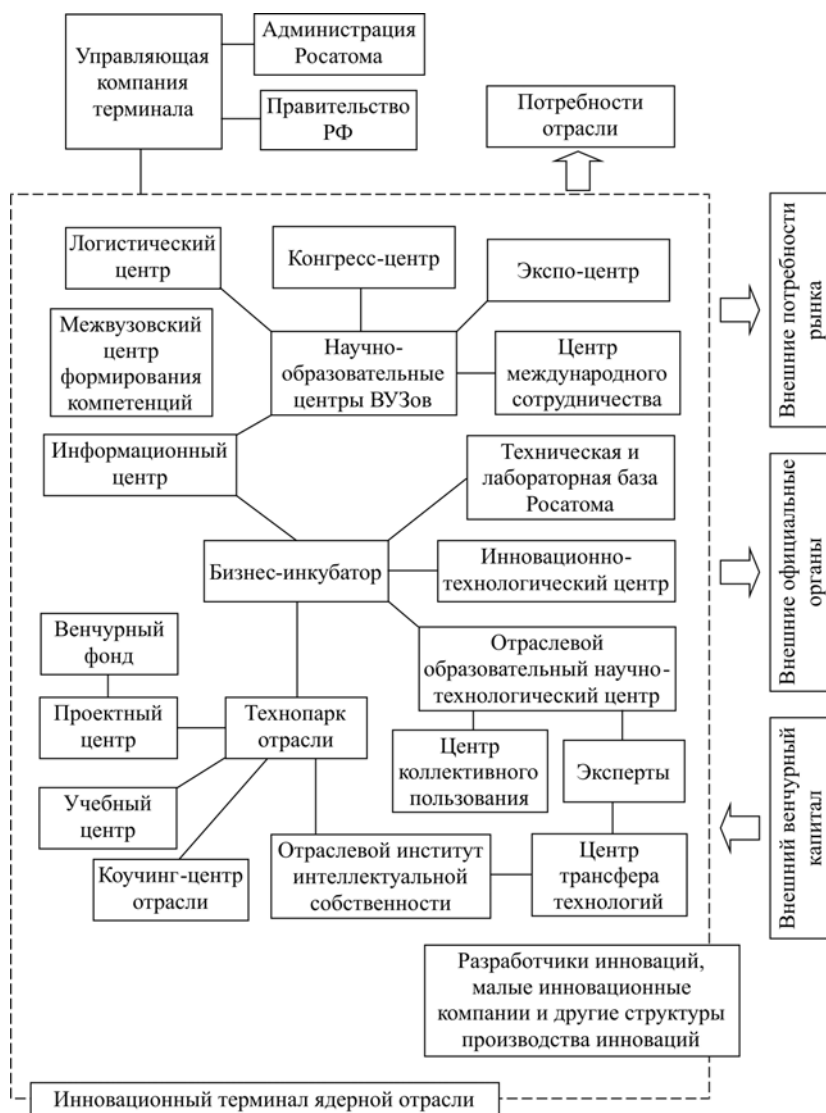 Управляющая
компания
терминала
Администрация
Росатома
Правительство
РФ
Потребности
отрасли
Логистический
центр
Конгресс-центр
Экспо-центр
Межвузовский
центр
формирования
компетенций
Научно-
образовательные
центры ВУЗов
Центр
международного
сотрудничества
Информационный
центр
Техническая и
лабораторная база
Росатома
Бизнес-инкубатор
Инновационно-
технологический центр
Венчурный
фонд
Отраслевой
образовательный научно-
технологический центр
Проектный
центр
Технопарк
отрасли
Центр
коллективного
пользования
Эксперты
Учебный
центр
Коучинг-центр
отрасли
Отраслевой институт
интеллектуальной
собственности
Центр
трансфера
технологий
Разработчики инноваций,
малые инновационные
компании и другие структуры
производства инноваций
Инновационный терминал ядерной отрасли
Внешние потребности
рынка
Внешние официальные
органы
Внешний венчурный
капитал